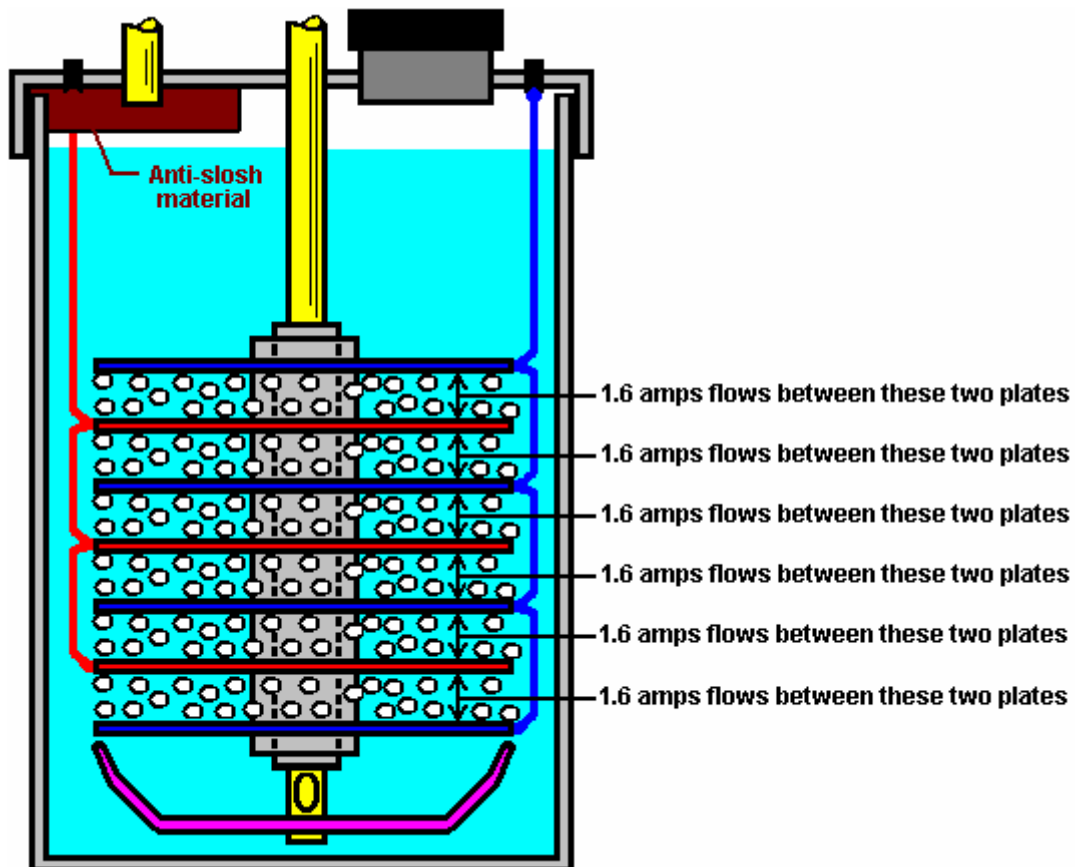 Anti-slosh
material
1.6 amps flows between these two plates
1.6 amps flows between these two plates
1.6 amps flows between these two plates
1.6 amps flows between these two plates
1.6 amps flows between these two plates
1.6 amps flows between these two plates